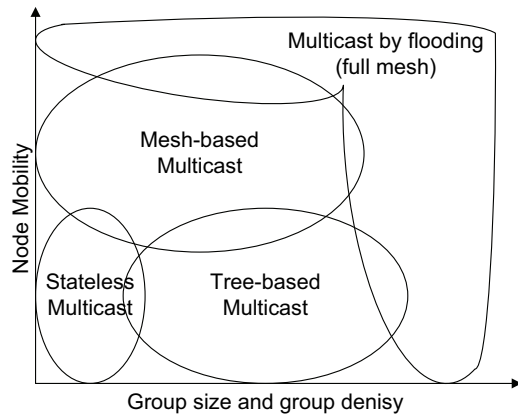 Multicast by flooding
(full mesh)
Mesh-based
Multicast
Node Mobility
Stateless
Multicast
Tree-based
Multicast
Group size and group denisy